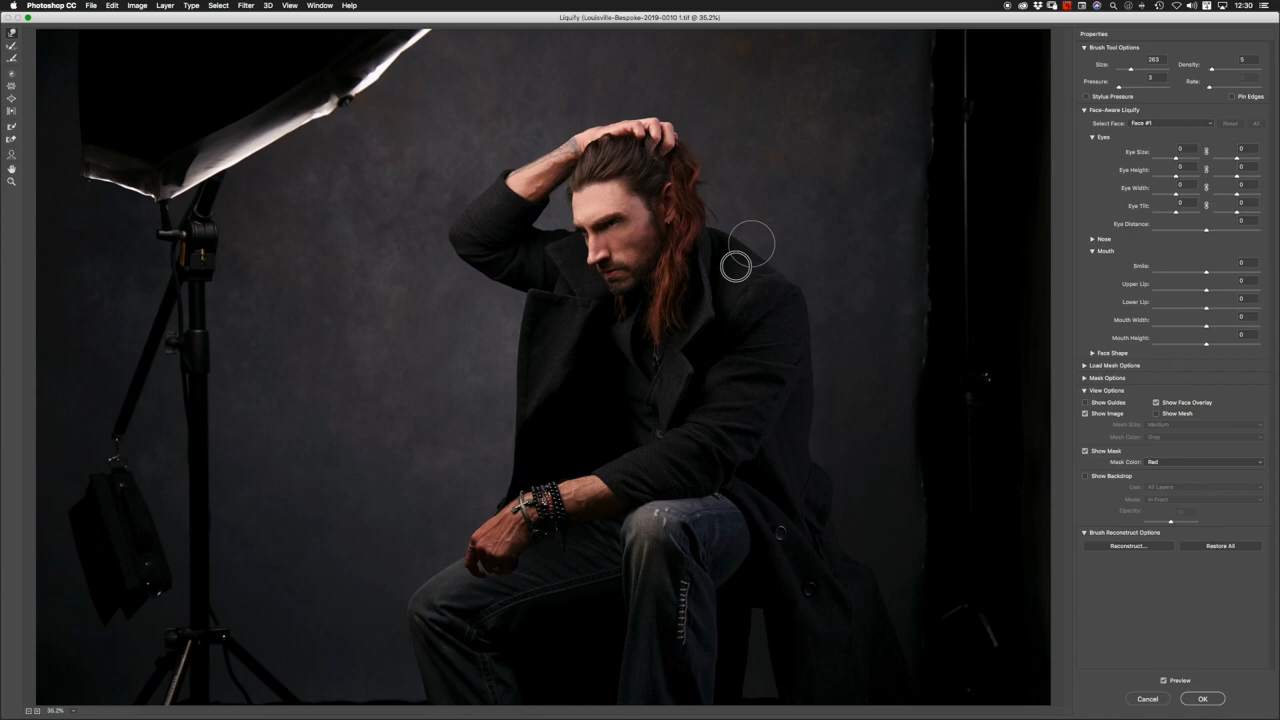 Photoshop CC File Edit Image Layer Type Select Filter 3D View Window Help 12:30
Liquify (Louisville-Bespoke-2019-0010 1.tif @ 35.2%)
Properties
Brush Tool Options
Size: 263 Density: 5
Pressure: 3 Rate:
Stylus Pressure Pin Edges
Face-Aware Liquify
Select Face: Face #1 Reset All
Eyes
Eye Size: 0 0
Eye Height: 0 0
Eye Width: 0 0
Eye Tilt: 0 0
Eye Distance: 0
Nose
Mouth
Smile: 0
Upper Lip: 0
Lower Lip: 0
Mouth Width: 0
Mouth Height: 0
Face Shape
Load Mesh Options
Mask Options
View Options
Show Guides Show Face Overlay
Show Image Show Mesh
Mesh Size: Medium
Mesh Color: Gray
Show Mask
Mask Color: Red
Show Backdrop
Use: All Layers
Mode: In Front
Opacity:
Brush Reconstruct Options
Reconstruct... Restore All
Preview
Cancel OK
35.2%